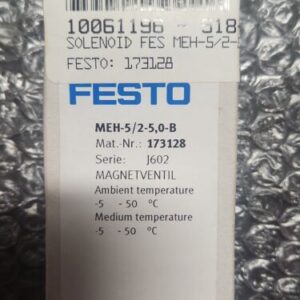 10061196 - 318
SOLENOID FES MEH-5/2-
FESTO: 173128
FESTO
MEH-5/2-5,0-B
Mat.-Nr.: 173128
Serie: J602
MAGNETVENTIL
Ambient temperature
-5 - 50 °C
Medium temperature
-5 - 50 °C